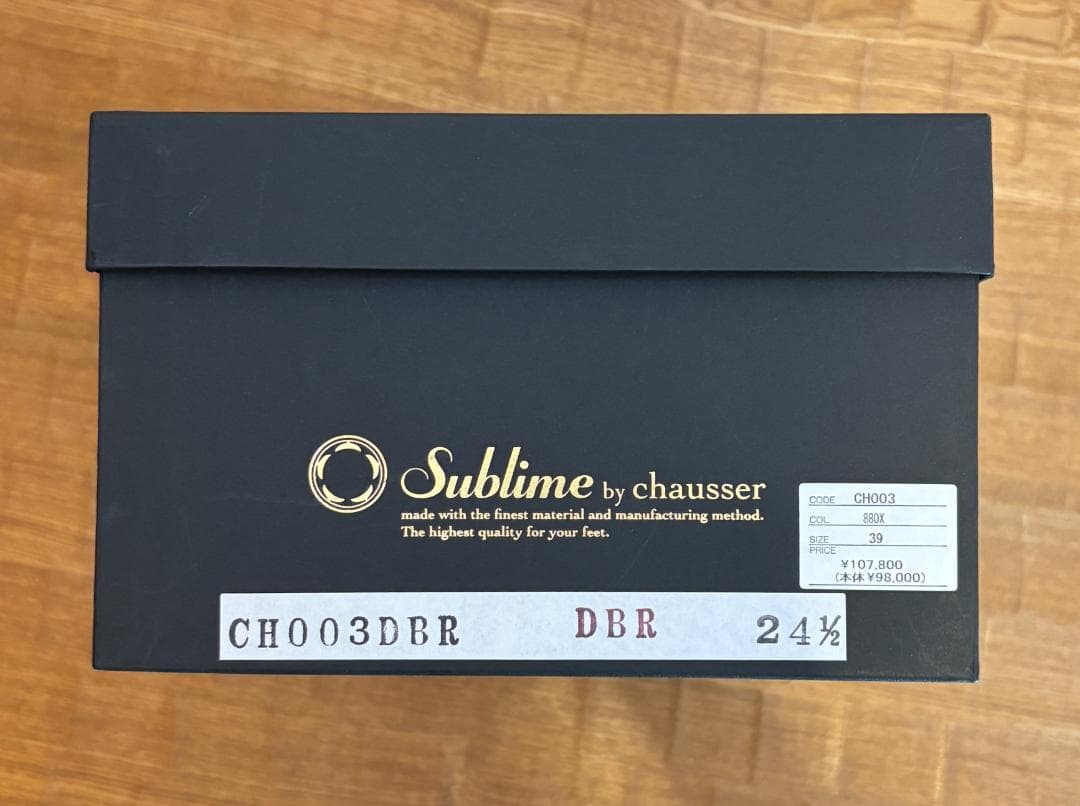 Sublime by chausser
made with the finest material and manufacturing method.
The highest quality for your feet.
CODE CH003
COL. 880X
SIZE 39
PRICE
¥107,800
(本体¥98,000)
CH003DBR DBR 24½